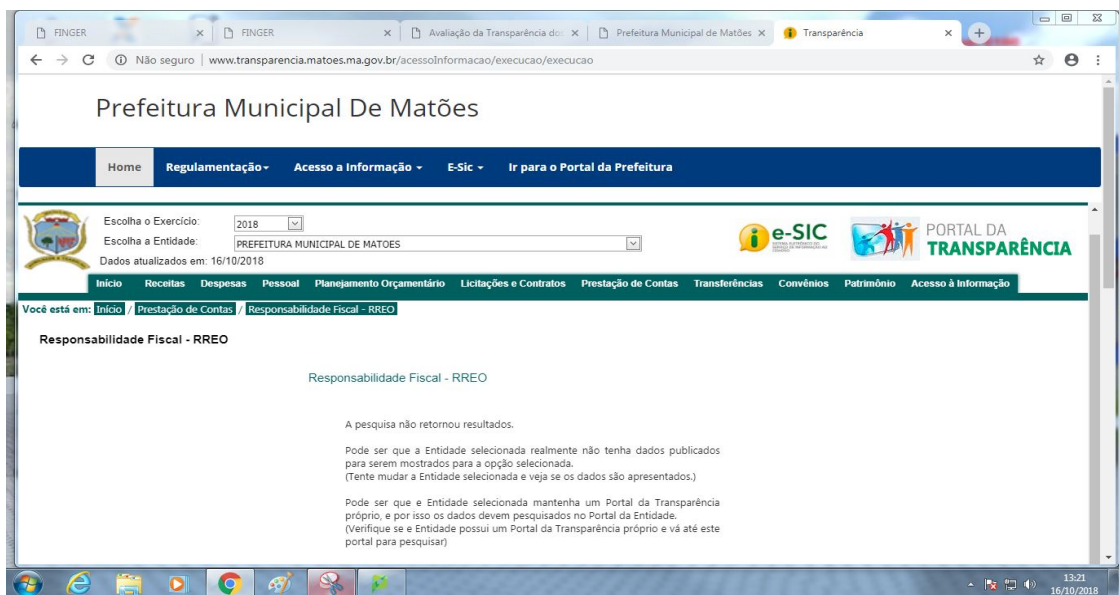 FINGER
FINGER
Avaliação da Transparência do
Prefeitura Municipal de Matões
Transparência
Não seguro | www.transparencia.matoes.ma.gov.br/acessoInformacao/execucao/execucao
Prefeitura Municipal De Matões
Home Regulamentação Acesso a Informação E-Sic Ir para o Portal da Prefeitura
Escolha o Exercício: 2018
Escolha a Entidade: PREFEITURA MUNICIPAL DE MATOES
Dados atualizados em: 16/10/2018
e-SIC
PORTAL DA
TRANSPARÊNCIA
Início Receitas Despesas Pessoal Planejamento Orçamentário Licitações e Contratos Prestação de Contas Transferências Convênios Patrimônio Acesso à Informação
Você está em: Início / Prestação de Contas / Responsabilidade Fiscal - RREO
Responsabilidade Fiscal - RREO
Responsabilidade Fiscal - RREO
A pesquisa não retornou resultados.
Pode ser que a Entidade selecionada realmente não tenha dados publicados
para serem mostrados para a opção selecionada.
(Tente mudar a Entidade selecionada e veja se os dados são apresentados.)
Pode ser que e Entidade selecionada mantenha um Portal da Transparência
próprio, e por isso os dados devem pesquisados no Portal da Entidade.
(Verifique se e Entidade possui um Portal da Transparência próprio e vá até este
portal para pesquisar)
13:21
16/10/2018